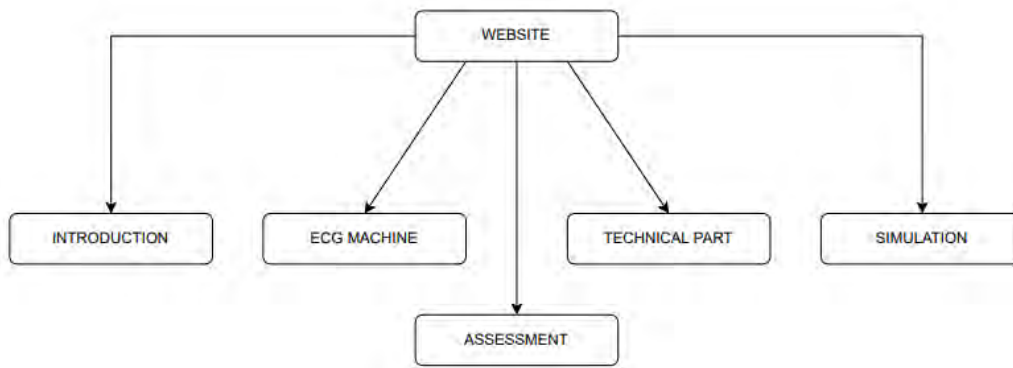 WEBSITE
INTRODUCTION
ECG MACHINE
TECHNICAL PART
SIMULATION
ASSESSMENT